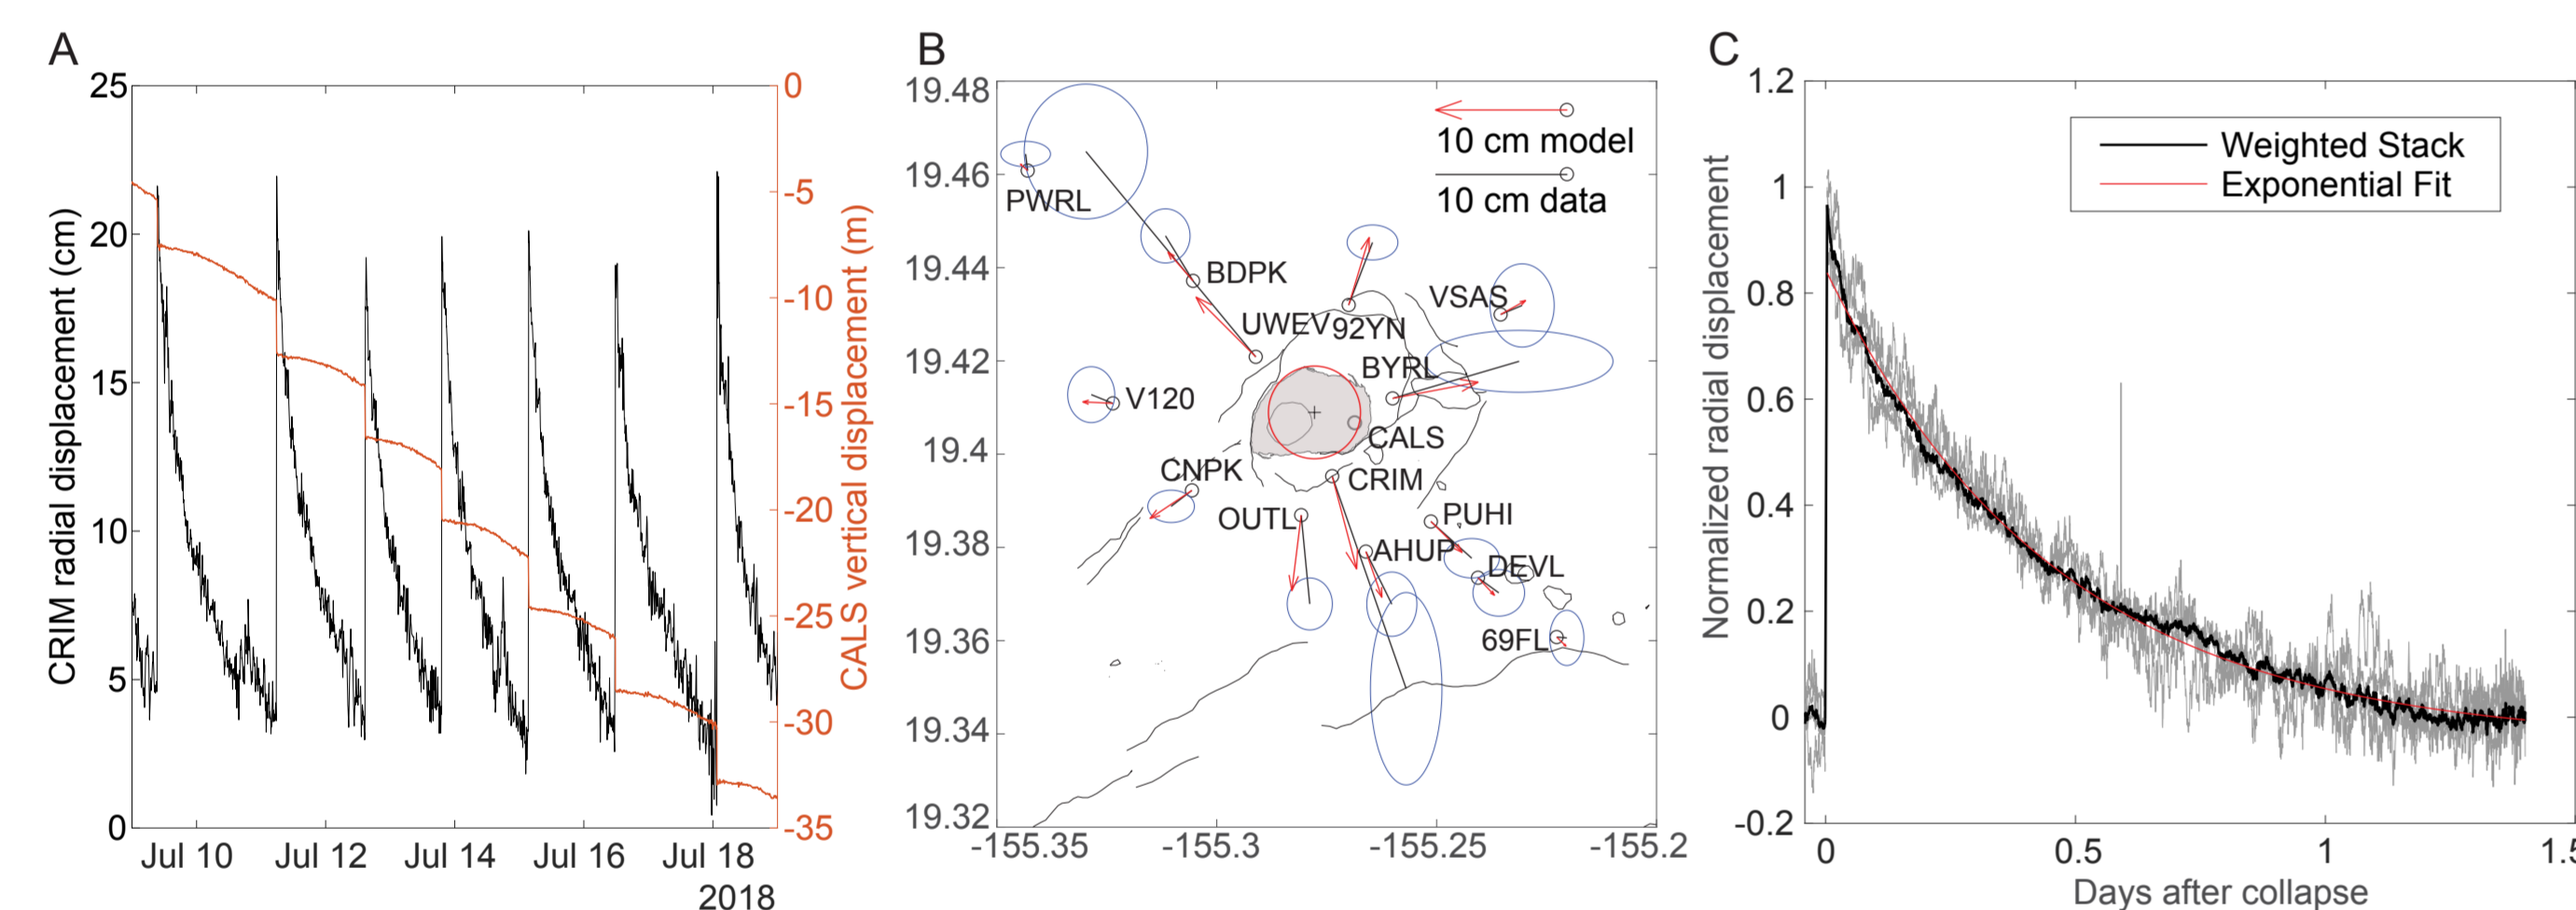 A
25
20
15
10
5
0
CRIM radial displacement (cm)
0
-5
-10
-15
-20
-25
-30
-35
CALS vertical displacement (m)
Jul 10 Jul 12 Jul 14 Jul 16 Jul 18
2018
B
19.48
19.46
19.44
19.42
19.4
19.38
19.36
19.34
19.32
-155.35 -155.3 -155.25 -155.2
10 cm model
10 cm data
PWRL
BDPK
UWEV
92YN
VSAS
BYRL
V120
CALS
CNPK
CRIM
OUTL
PUHI
AHUP
DEVL
69FL
C
1.2
1
0.8
0.6
0.4
0.2
0
-0.2
Normalized radial displacement
Weighted Stack
Exponential Fit
0 0.5 1 1.5
Days after collapse